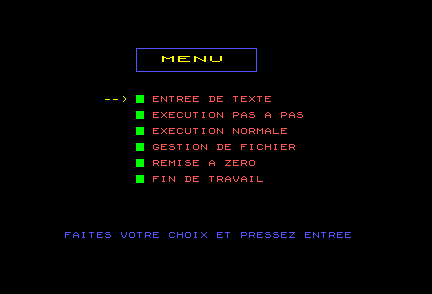 MENU
--> ENTREE DE TEXTE
EXECUTION PAS A PAS
EXECUTION NORMALE
GESTION DE FICHIER
REMISE A ZERO
FIN DE TRAVAIL
FAITES VOTRE CHOIX ET PRESSEZ ENTREE